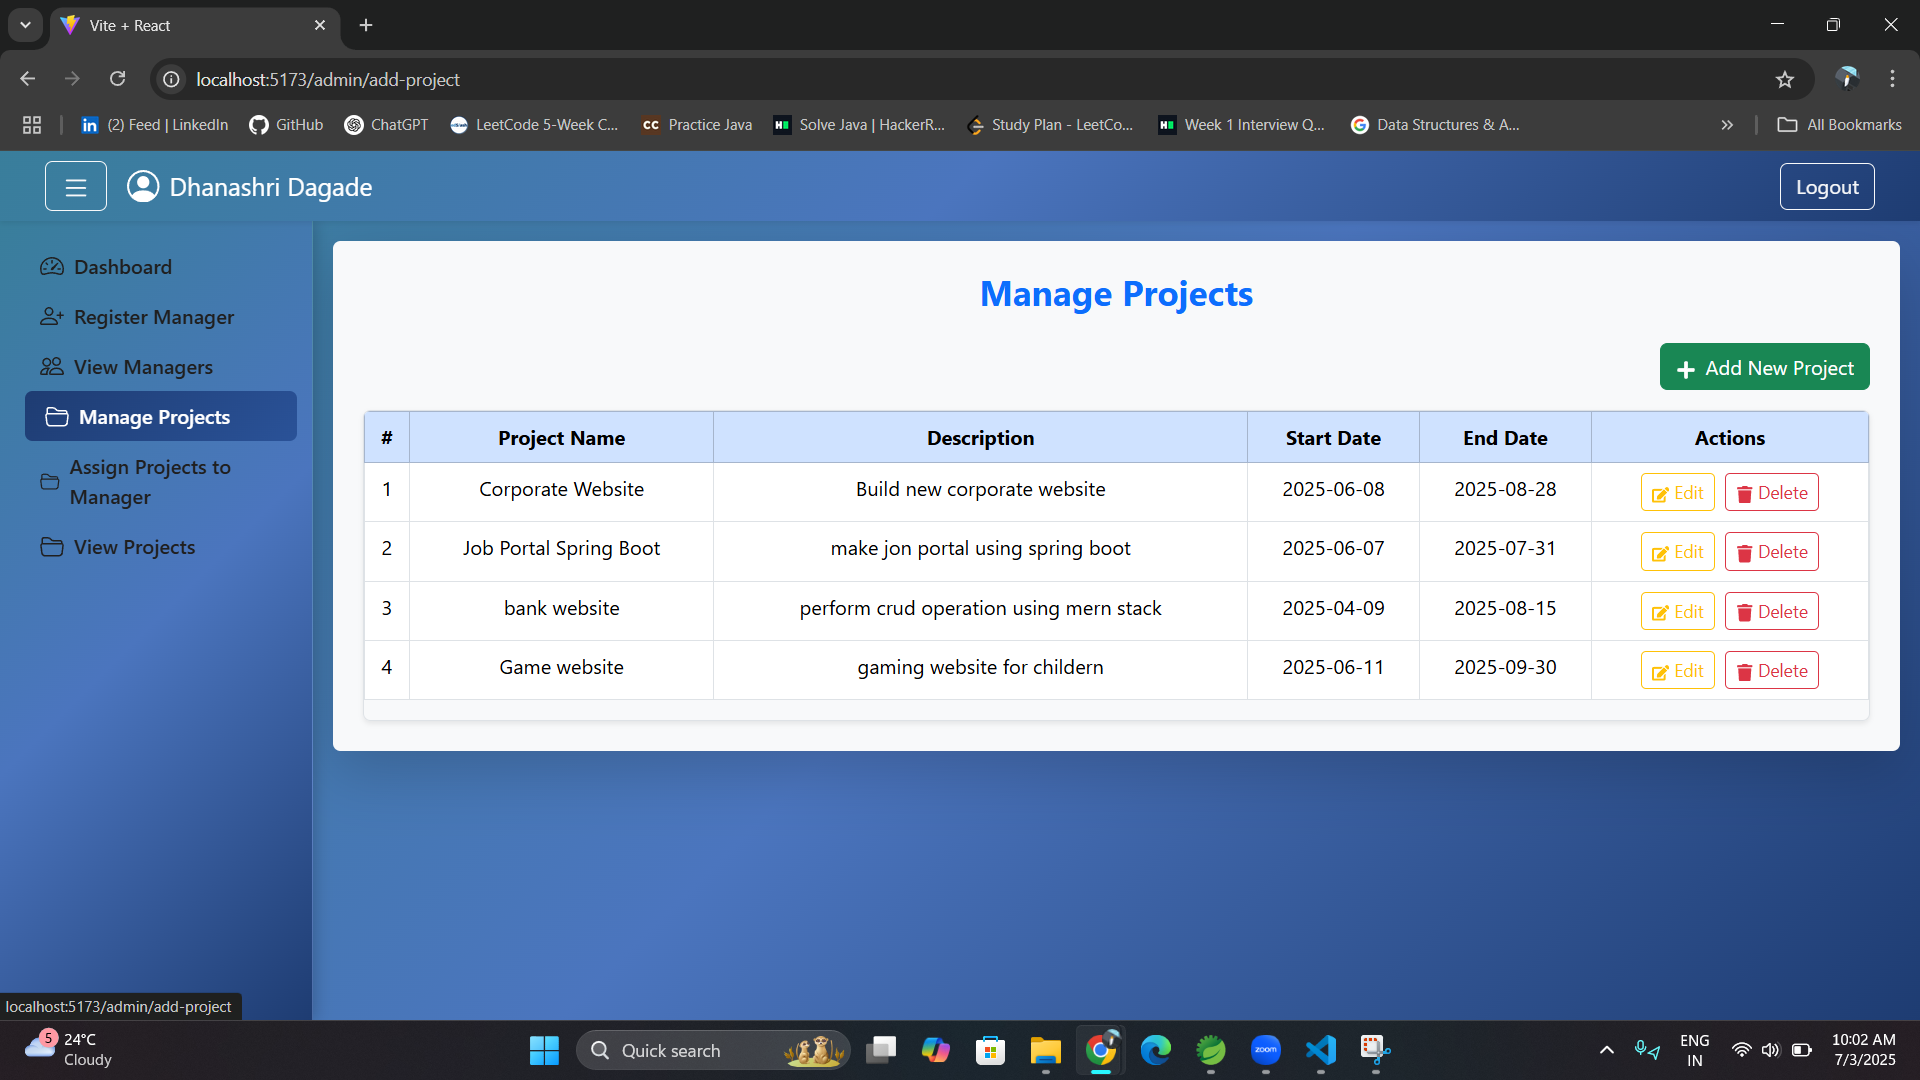 Vite + React
localhost:5173/admin/add-project
(2) Feed | LinkedIn GitHub ChatGPT LeetCode 5-Week C... Practice Java Solve Java | HackerR... Study Plan - LeetCo... Week 1 Interview Q... Data Structures & A... All Bookmarks
Dhanashri Dagade Logout
Dashboard
Register Manager
View Managers
Manage Projects
Assign Projects to
Manager
View Projects
Manage Projects
Add New Project
# Project Name Description Start Date End Date Actions
1 Corporate Website Build new corporate website 2025-06-08 2025-08-28 Edit Delete
2 Job Portal Spring Boot make jon portal using spring boot 2025-06-07 2025-07-31 Edit Delete
3 bank website perform crud operation using mern stack 2025-04-09 2025-08-15 Edit Delete
4 Game website gaming website for childern 2025-06-11 2025-09-30 Edit Delete
localhost:5173/admin/add-project
5 24°C
Cloudy
Quick search
zoom
ENG
IN
10:02 AM
7/3/2025